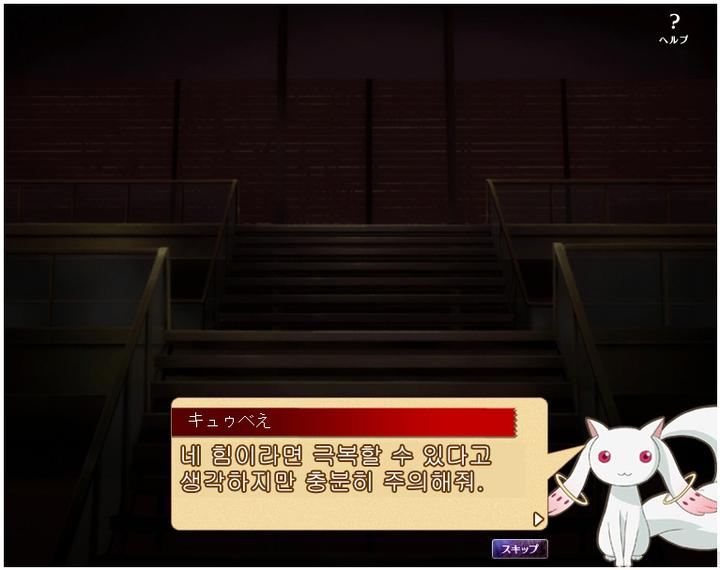 ?
ヘルプ
キュゥべえ
네 힘이라면 극복할 수 있다고
생각하지만 충분히 주의해줘.
スキップ